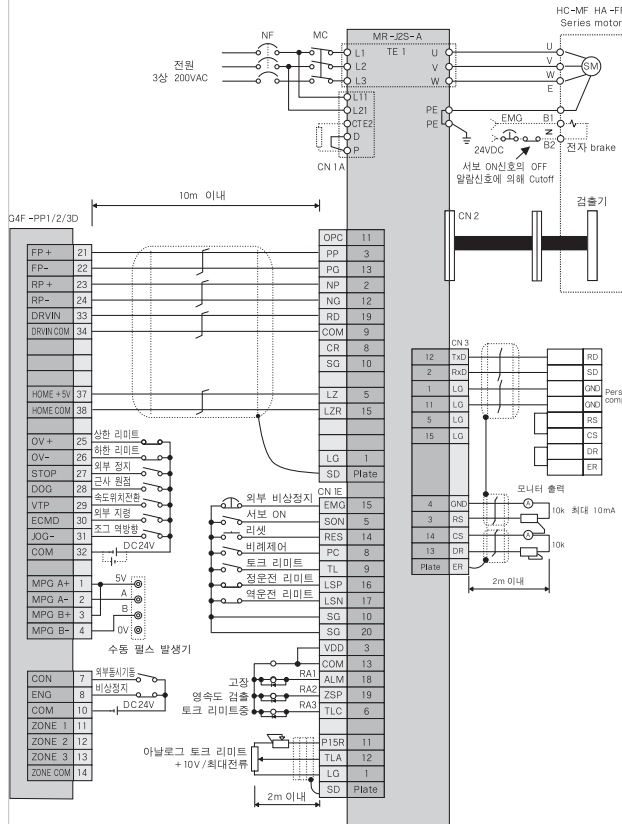 HC-MF HA-F
Series motor
NF
MC
MR-J2S-A
전원
3상 200VAC
L1
L2
L3
TE 1
U
V
W
U
V
W
E
SM
L11
L21
CTE2
D
P
CN 1A
PE
PE
EMG
B1
B2
24VDC
전자 brake
서보 ON신호의 OFF
알람신호에 의해 Cutoff
검출기
CN 2
10m 이내
G4F -PP1/2/3D
OPC 11
FP+ 21
PP 3
FP- 22
PG 13
RP+ 23
NP 2
RP- 24
NG 12
DRVIN 33
RD 19
DRVIN COM 34
COM 9
CR 8
SG 10
HOME +5V 37
LZ 5
HOME COM 38
LZR 15
LG 1
SD Plate
OV+ 25 상한 리미트
OV- 26 하한 리미트
STOP 27 외부 정지
DOG 28 근사 원점
VTP 29 속도위치전환
ECMD 30 외부 지령
JOG- 31 조그 역방향
COM 32 DC24V
MPG A+ 1 5V
MPG A- 2 A
MPG B+ 3 B
MPG B- 4 0V
수동 펄스 발생기
CON 7 외부동시기동
ENG 8 비상정지
COM 10 DC24V
ZONE 1 11
ZONE 2 12
ZONE 3 13
ZONE COM 14
CN 1E
외부 비상정지 EMG 15
서보 ON SON 5
리셋 RES 14
비례제어 PC 8
토크 리미트 TL 9
정운전 리미트 LSP 16
역운전 리미트 LSN 17
SG 10
SG 20
VDD 3
COM 13
고장 RA1 ALM 18
영속도 검출 RA2 ZSP 19
토크 리미트중 RA3 TLC 6
아날로그 토크 리미트
+10V/최대전류
P15R 11
TLA 12
LG 1
SD Plate
2m 이내
CN 3
12 TxD
RD
2 RxD
SD
1 LG
GND
11 LG
GND
5 LG
RS
15 LG
CS
DR
ER
Pers
comp
모니터 출력
4 GND
A
10k
최대 10mA
3 RS
14 CS
A
10k
13 DR
Plate ER
2m 이내